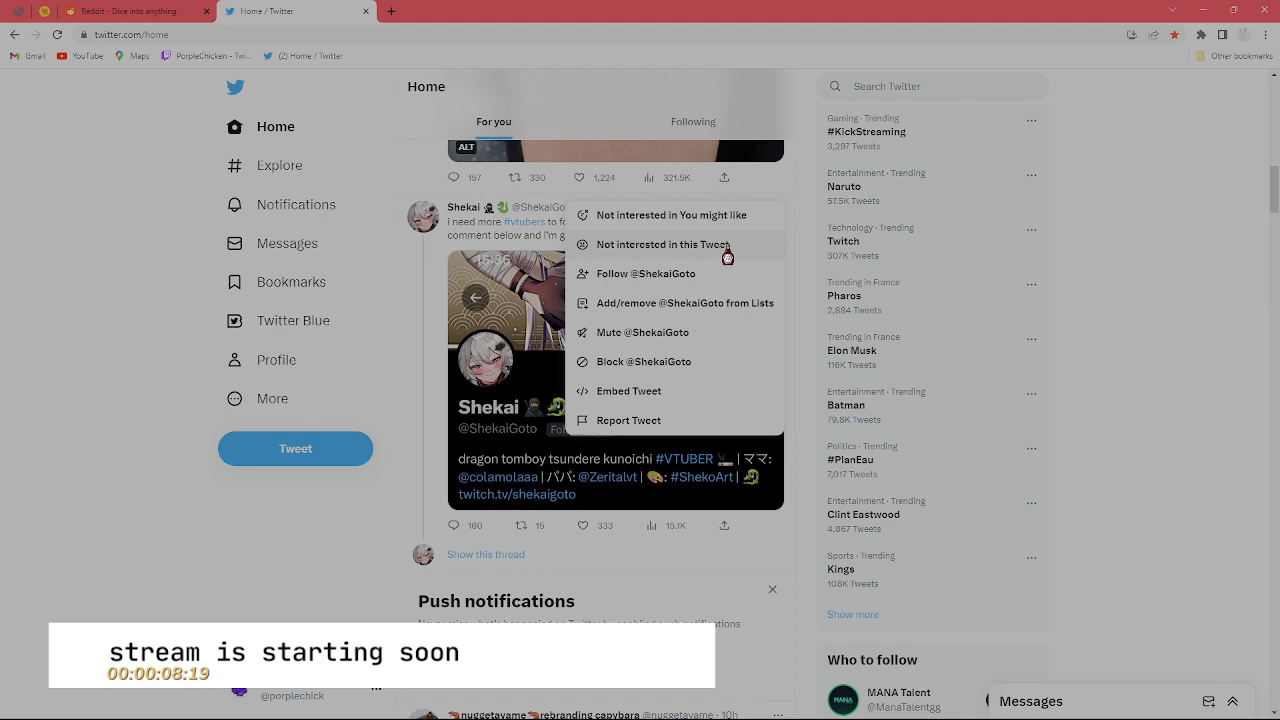 Reddit - Dive into anything
Home / Twitter
twitter.com/home
Gmail
YouTube
Maps
PorpleChicken - Tw...
(2) Home / Twitter
Other bookmarks
Home
For you
Following
Home
Explore
Notifications
Messages
Bookmarks
Twitter Blue
Profile
More
Tweet
ALT
157
330
1,224
321.5K
Shekai
i need more #vtubers to
comment below and
Not interested in You might like
Not interested in this Tweet
Follow @ShekaiGoto
Add/remove @ShekaiGoto from Lists
Mute @ShekaiGoto
Block @ShekaiGoto
Embed Tweet
Report Tweet
Shekai
@ShekaiGoto
dragon tomboy tsundere kunoichi #VTUBER | ママ:
@colamolaaa | パパ: @Zeritalvt | : #ShekoArt |
twitch.tv/shekaigoto
160
15
333
15.1K
Show this thread
Push notifications
stream is starting soon
00:00:08:19
@porplechick
nuggetavyme rebranding capybara @nuggetavyme · 10h
Search Twitter
Gaming · Trending
#KickStreaming
3,297 Tweets
Entertainment · Trending
Naruto
57.5K Tweets
Technology · Trending
Twitch
307K Tweets
Trending in France
Pharos
2,884 Tweets
Trending in France
Elon Musk
116K Tweets
Entertainment · Trending
Batman
79.8K Tweets
Politics · Trending
#PlanEau
7,017 Tweets
Entertainment · Trending
Clint Eastwood
4,867 Tweets
Sports · Trending
Kings
108K Tweets
Show more
Who to follow
MANA
MANA Talent
@ManaTalentgg
Messages